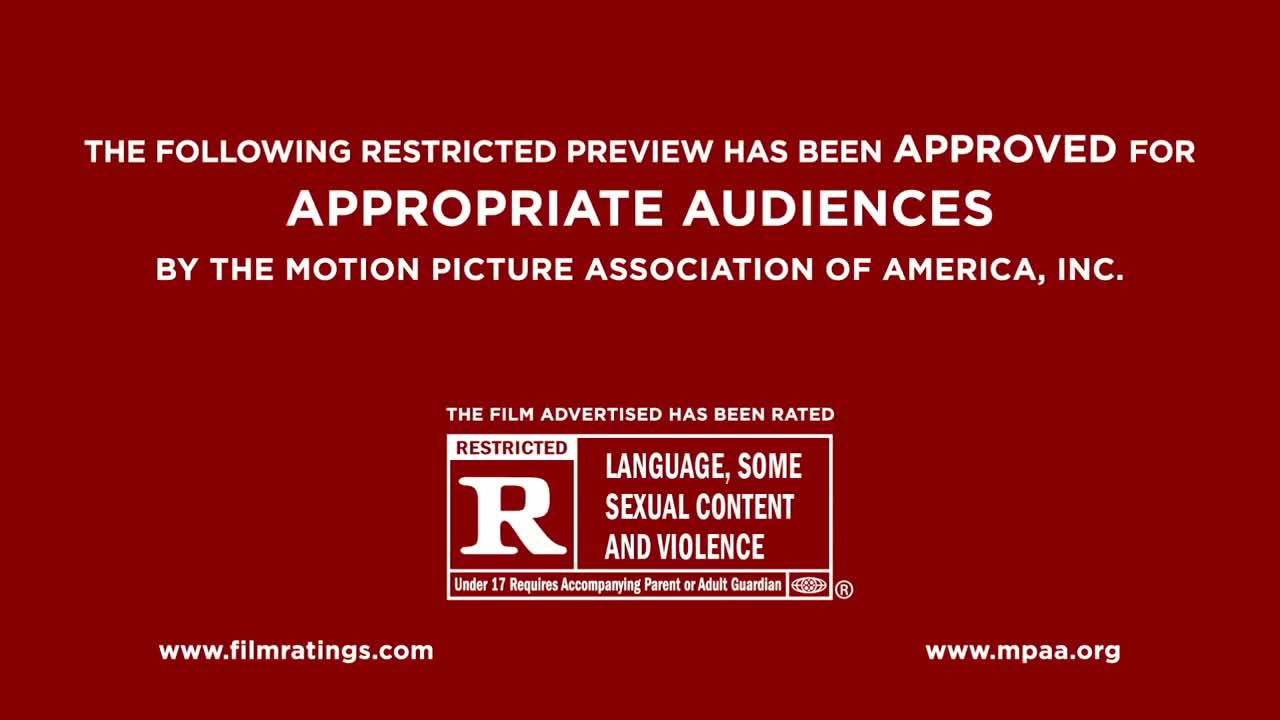 THE FOLLOWING RESTRICTED PREVIEW HAS BEEN APPROVED FOR
APPROPRIATE AUDIENCES
BY THE MOTION PICTURE ASSOCIATION OF AMERICA, INC.
THE FILM ADVERTISED HAS BEEN RATED
RESTRICTED
R
LANGUAGE, SOME
SEXUAL CONTENT
AND VIOLENCE
Under 17 Requires Accompanying Parent or Adult Guardian
®
www.filmratings.com
www.mpaa.org